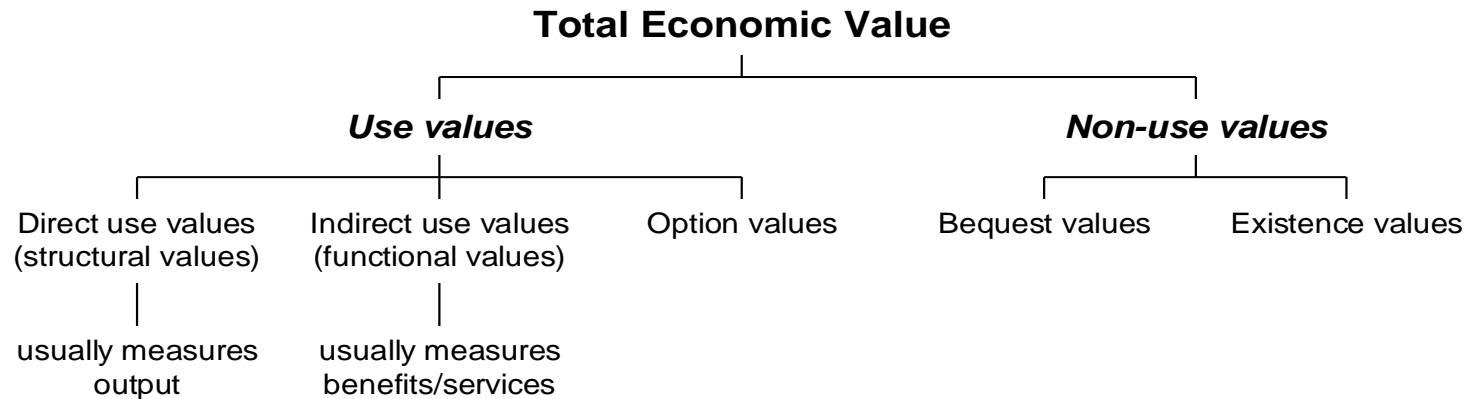 Total Economic Value
Use values
Non-use values
Direct use values
(structural values)
Indirect use values
(functional values)
Option values
Bequest values
Existence values
usually measures
output
usually measures
benefits/services